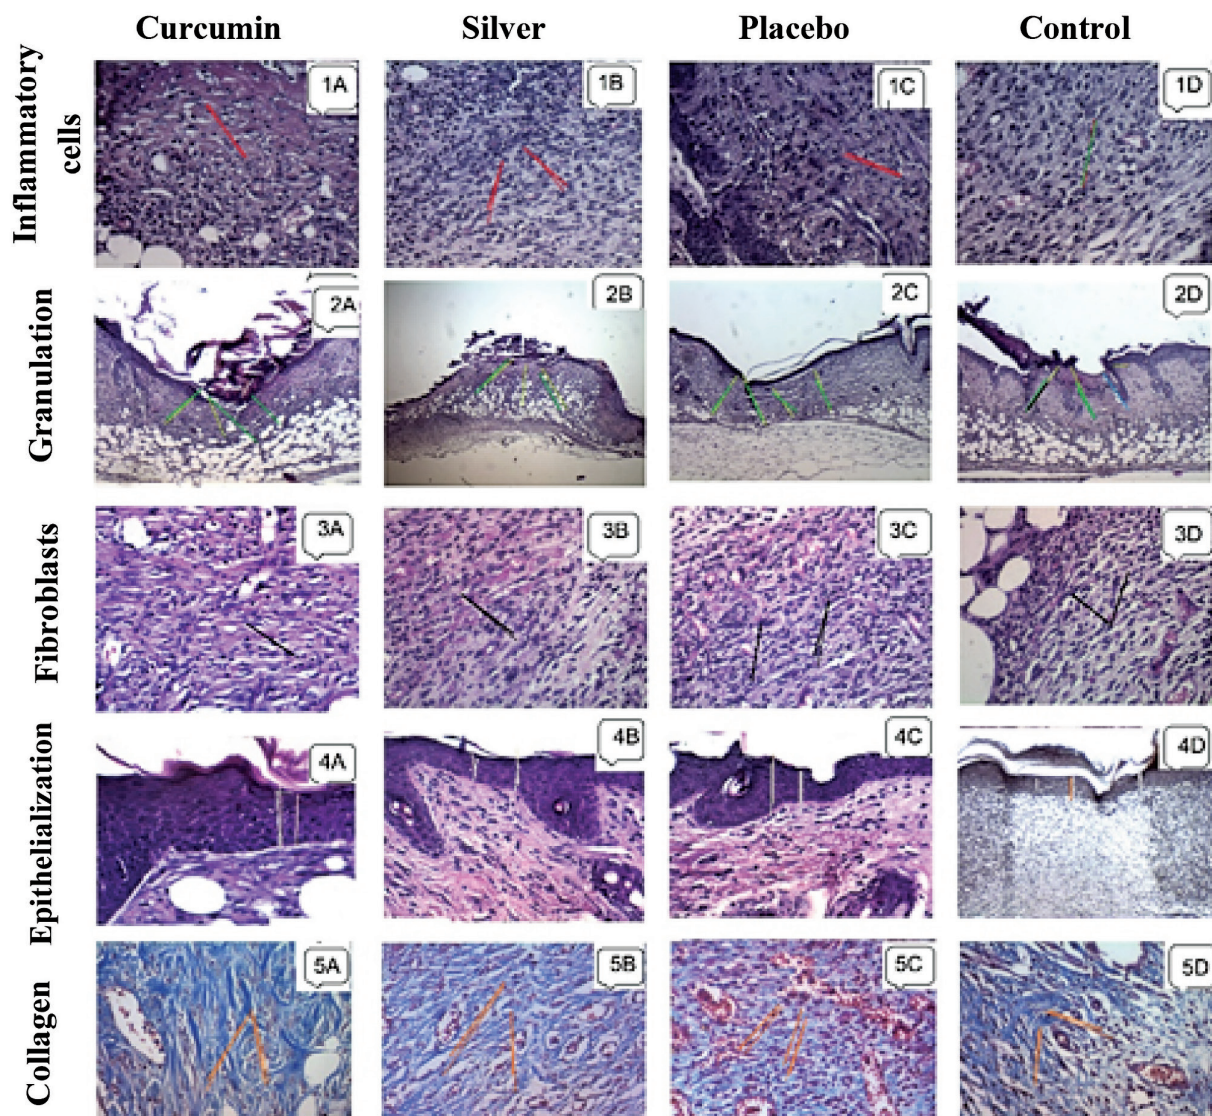 Curcumin Silver Placebo Control
Inflammatory
cells
1A 1B 1C 1D
Granulation
2A 2B 2C 2D
Fibroblasts
3A 3B 3C 3D
Epithelialization
4A 4B 4C 4D
Collagen
5A 5B 5C 5D